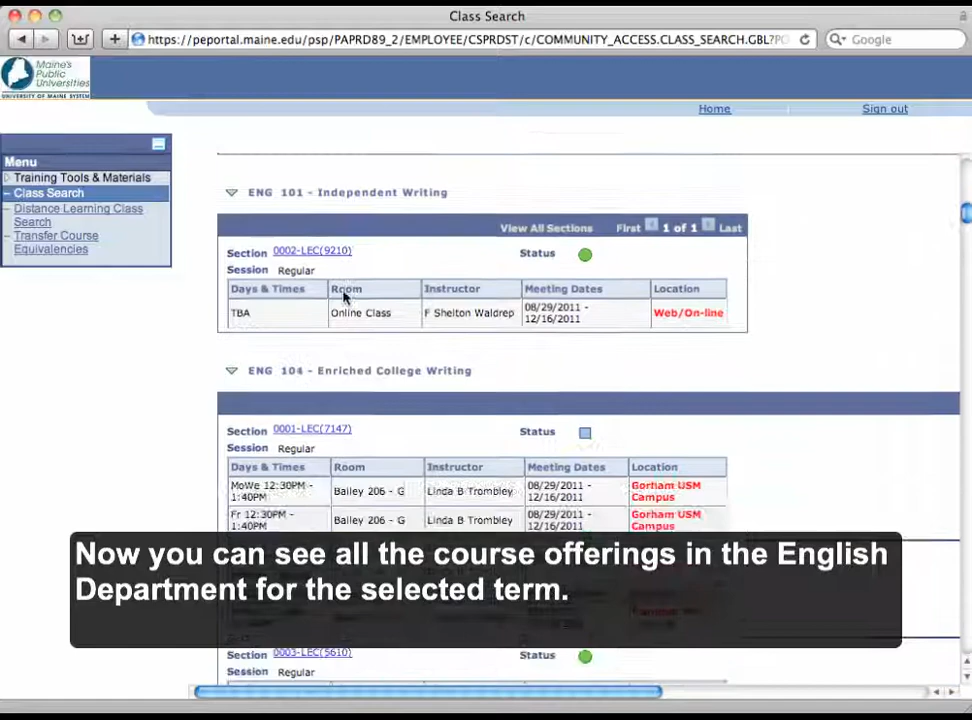 Class Search
https://peportal.maine.edu/psp/PAPRD89_2/EMPLOYEE/CSPRDST/c/COMMUNITY_ACCESS.CLASS_SEARCH.GBL?
Google
Maine's
Public
Universities
UNIVERSITY OF MAINE SYSTEM
Home
Sign out
Menu
Training Tools & Materials
Class Search
Distance Learning Class
Search
Transfer Course
Equivalencies
ENG 101 - Independent Writing
View All Sections First 1 of 1 Last
Section 0002-LEC(9210) Status
Session Regular
Days & Times Room Instructor Meeting Dates Location
TBA Online Class F Shelton Waldrep 08/29/2011 - Web/On-line
12/16/2011
ENG 104 - Enriched College Writing
Section 0001-LEC(7147) Status
Session Regular
Days & Times Room Instructor Meeting Dates Location
MoWe 12:30PM - Bailey 206 - G Linda B Trombley 08/29/2011 - Gorham USM
1:40PM 12/16/2011 Campus
Fr 12:30PM - Bailey 206 - G Linda B Trombley 08/29/2011 - Gorham USM
1:40PM 12/16/2011 Campus
Now you can see all the course offerings in the English
Department for the selected term.
Section 0003-LEC(5610) Status
Session Regular